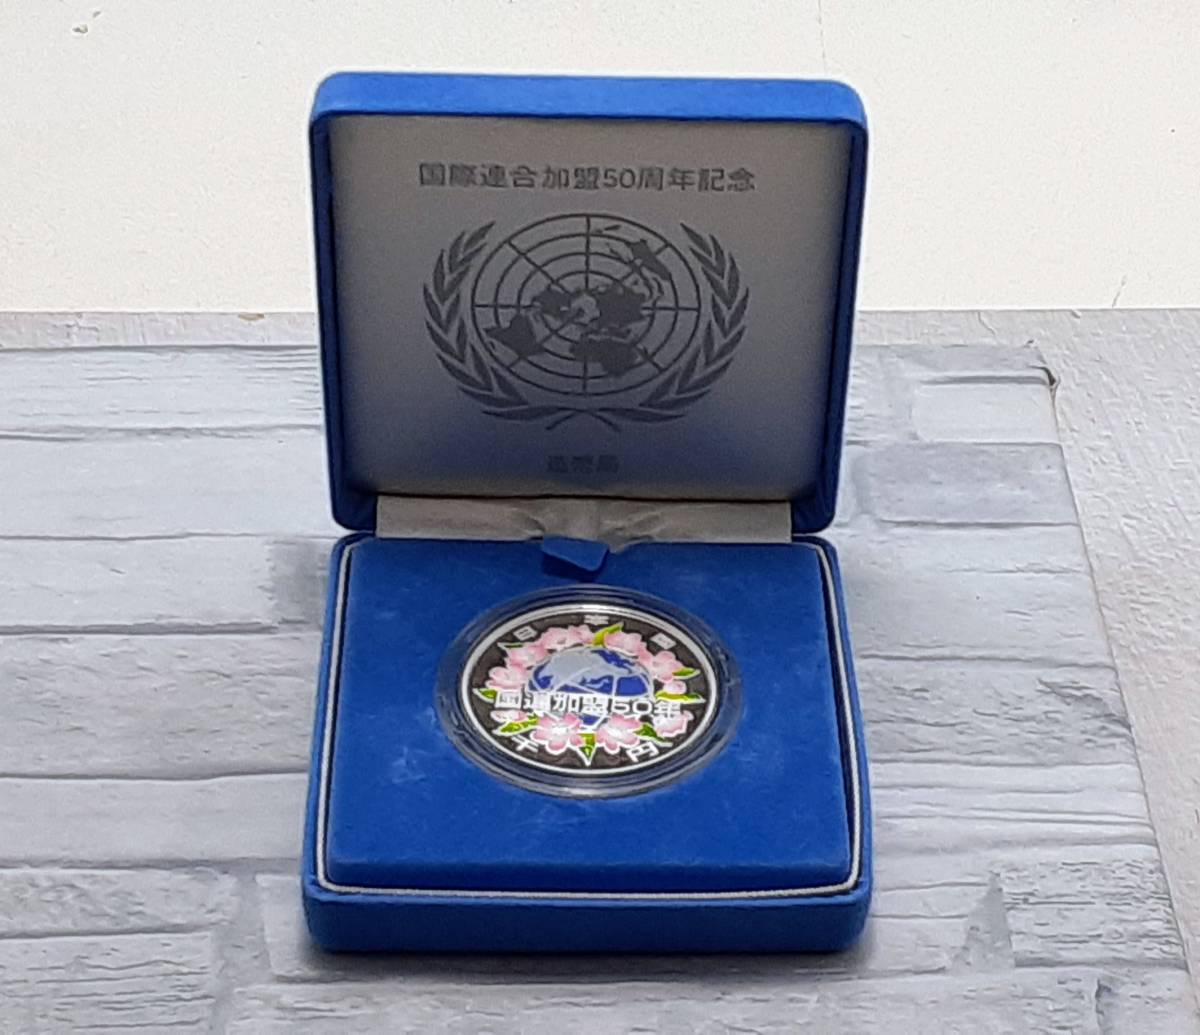 国際連合加盟50周年記念
造幣局
日本国
国連加盟50年
千円